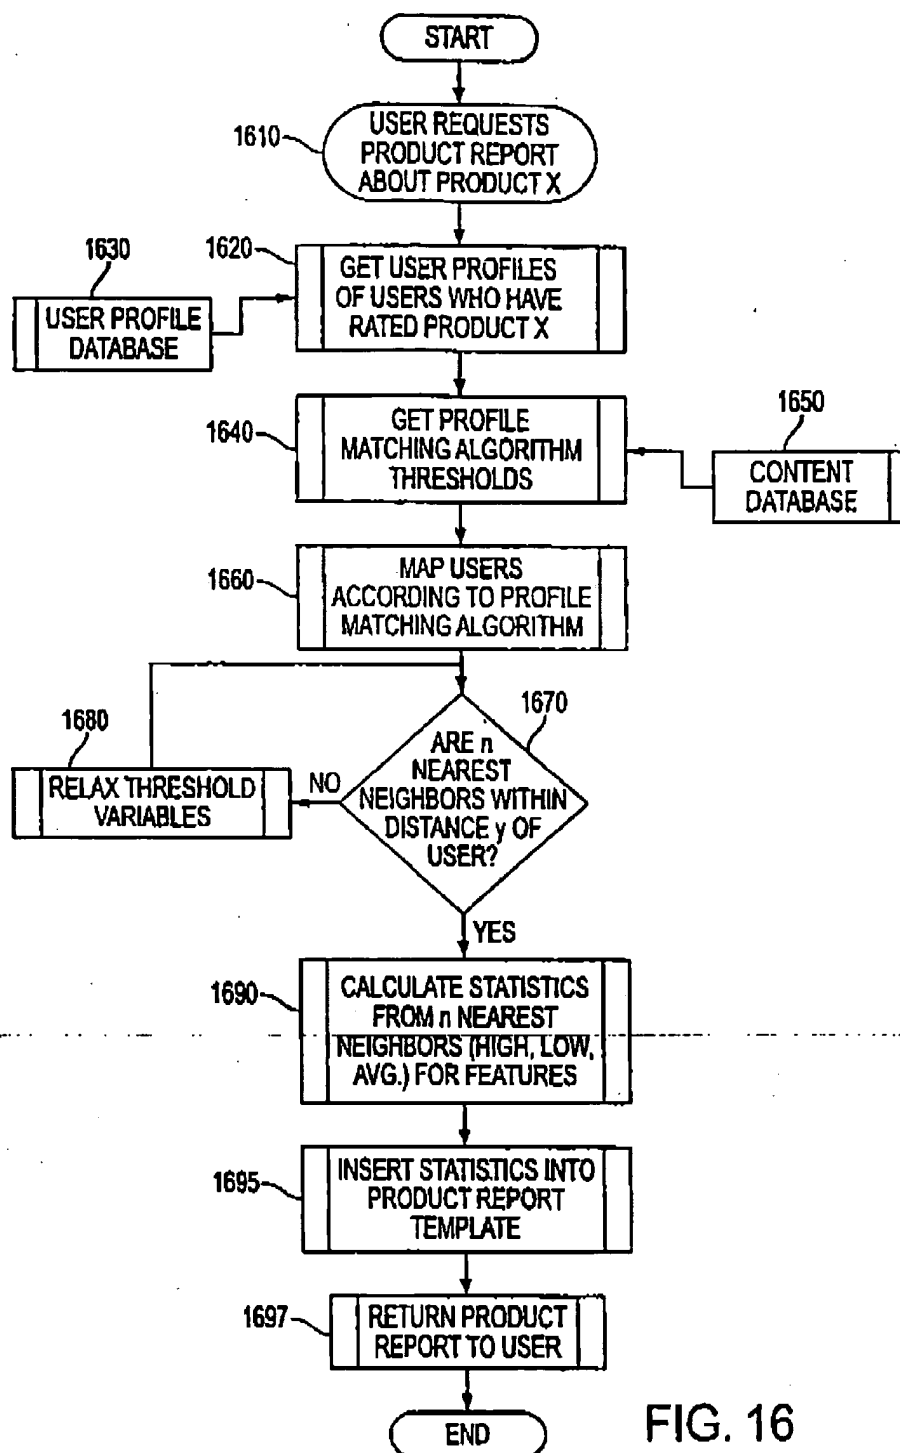 START
1610
USER REQUESTS
PRODUCT REPORT
ABOUT PRODUCT X
1630
USER PROFILE
DATABASE
1620
GET USER PROFILES
OF USERS WHO HAVE
RATED PRODUCT X
1640
GET PROFILE
MATCHING ALGORITHM
THRESHOLDS
1650
CONTENT
DATABASE
1660
MAP USERS
ACCORDING TO PROFILE
MATCHING ALGORITHM
1670
ARE n
NEAREST
NEIGHBORS WITHIN
DISTANCE y OF
USER?
1680
RELAX THRESHOLD
VARIABLES
NO
YES
1690
CALCULATE STATISTICS
FROM n NEAREST
NEIGHBORS (HIGH, LOW,
AVG.) FOR FEATURES
1695
INSERT STATISTICS INTO
PRODUCT REPORT
TEMPLATE
1697
RETURN PRODUCT
REPORT TO USER
END
FIG. 16